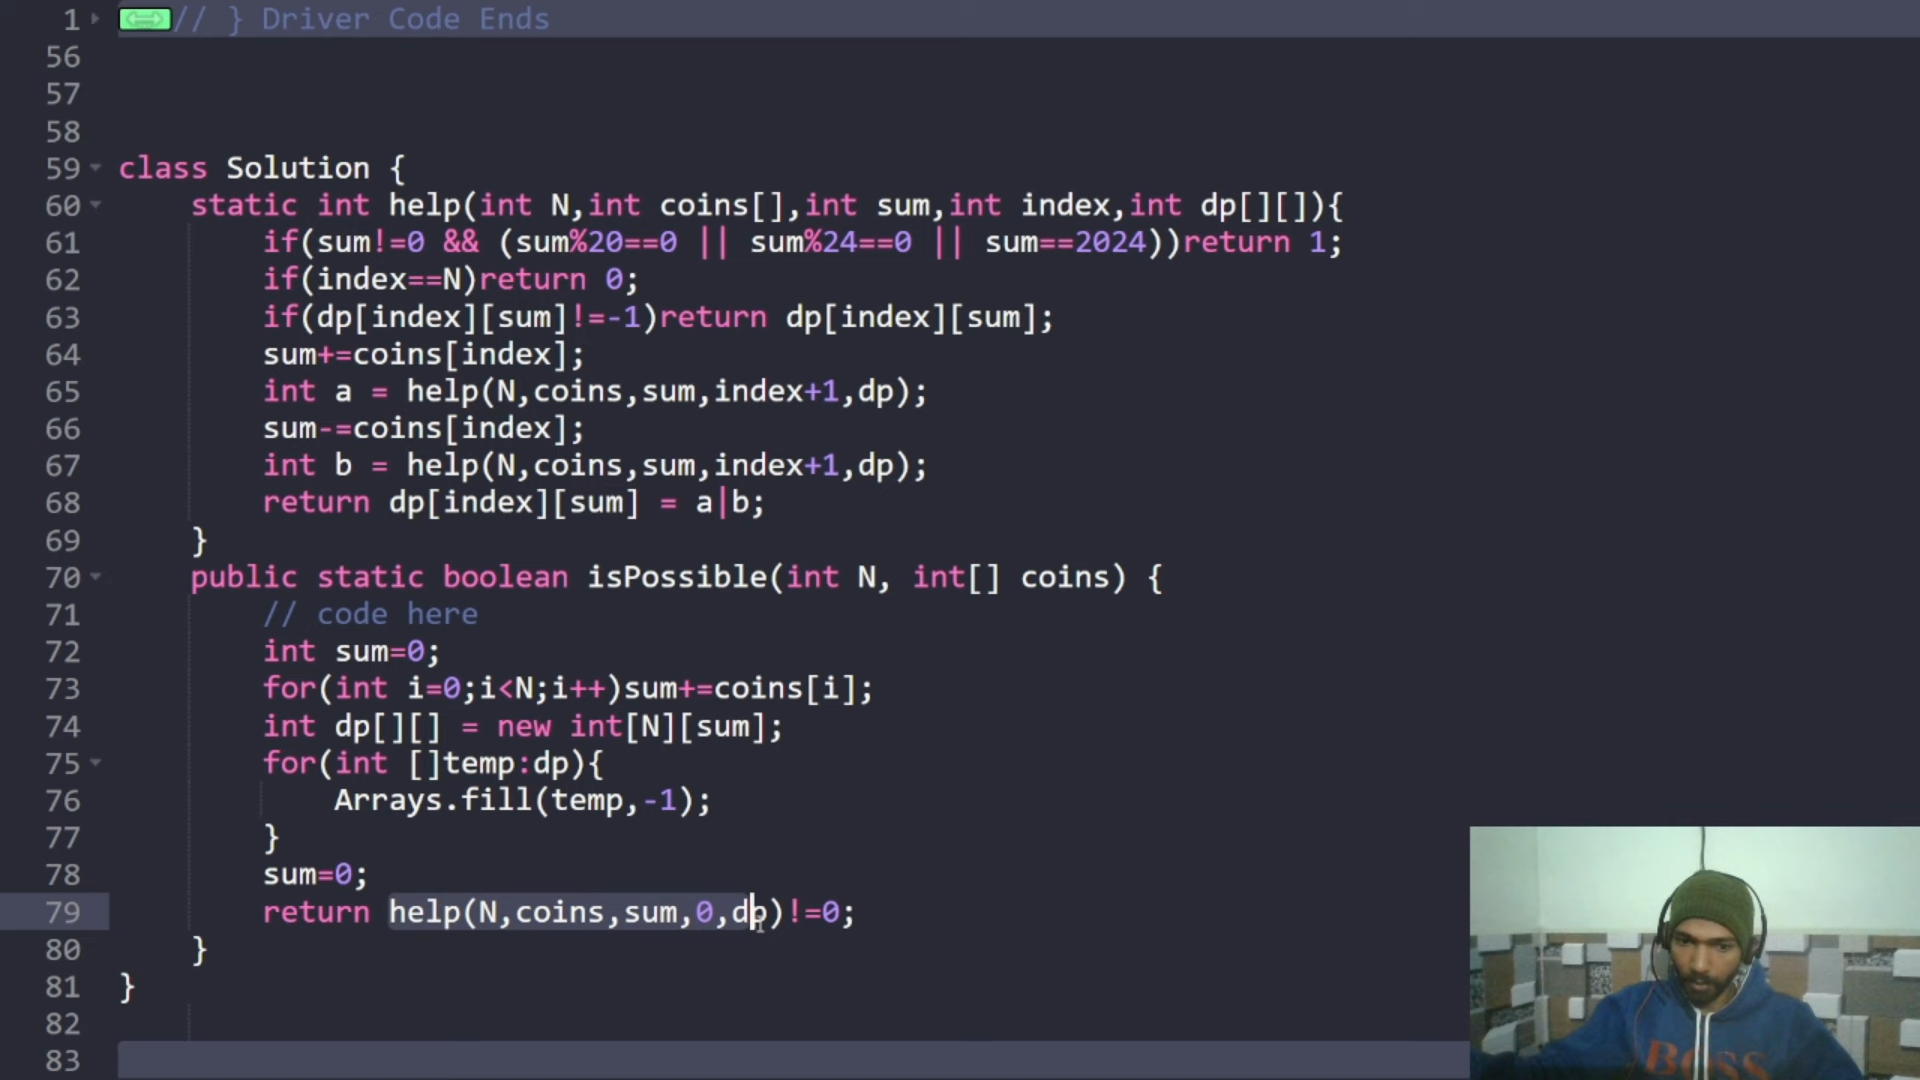 1 // } Driver Code Ends
56
57
58
59 class Solution {
60 static int help(int N,int coins[],int sum,int index,int dp[][]){
61 if(sum!=0 && (sum%20==0 || sum%24==0 || sum==2024))return 1;
62 if(index==N)return 0;
63 if(dp[index][sum]!=-1)return dp[index][sum];
64 sum+=coins[index];
65 int a = help(N,coins,sum,index+1,dp);
66 sum-=coins[index];
67 int b = help(N,coins,sum,index+1,dp);
68 return dp[index][sum] = a|b;
69 }
70 public static boolean isPossible(int N, int[] coins) {
71 // code here
72 int sum=0;
73 for(int i=0;i<N;i++)sum+=coins[i];
74 int dp[][] = new int[N][sum];
75 for(int []temp:dp){
76 Arrays.fill(temp,-1);
77 }
78 sum=0;
79 return help(N,coins,sum,0,dp)!=0;
80 }
81 }
82
83
BOSS